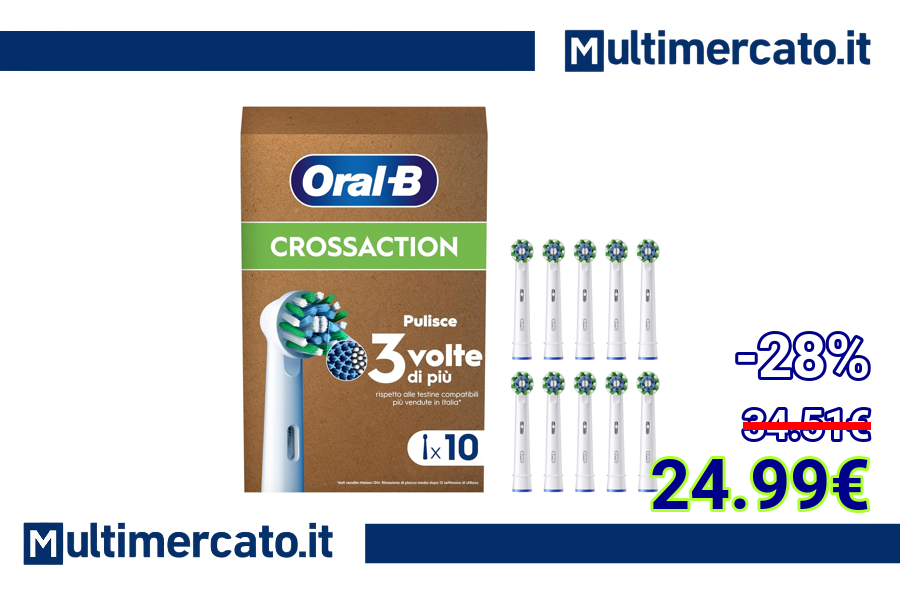 Multimercato.it
Oral-B
CROSSACTION
Pulisce
3 volte
di più
rispetto alle testine compatibili
più vendute in Italia*
x10
-28%
34.51€
24.99€
Multimercato.it